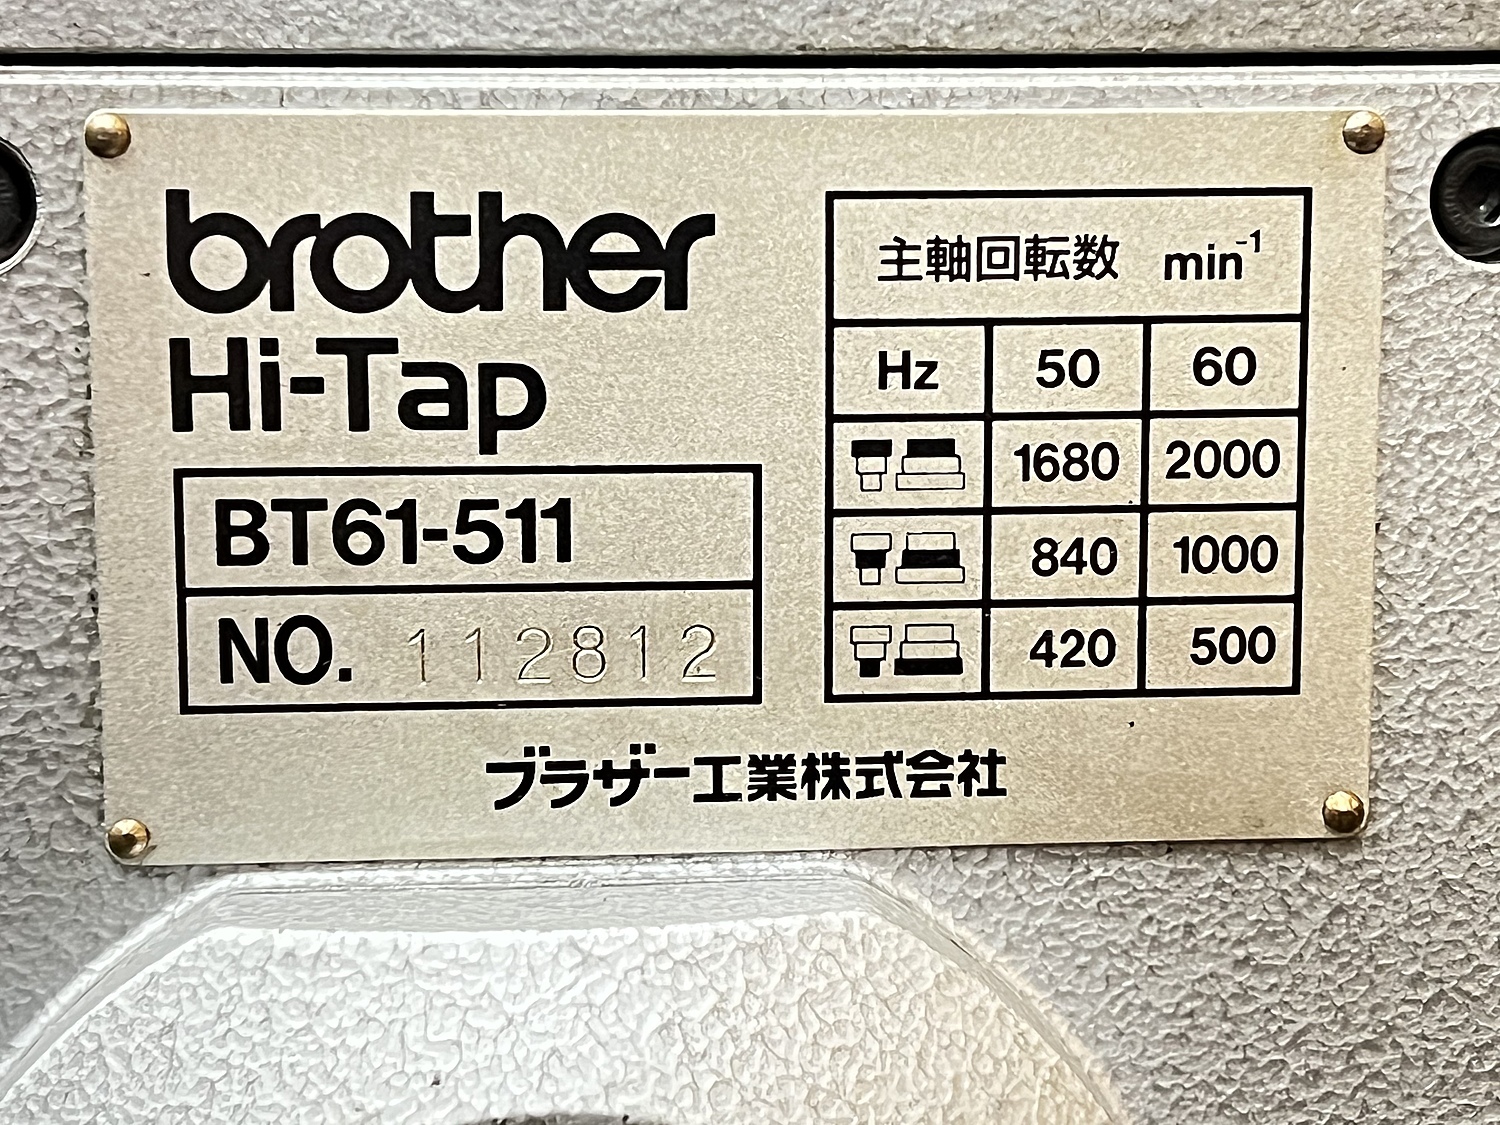 brother
Hi-Tap
BT61-511
NO. 112812
主軸回転数 min⁻¹
Hz 50 60
1680 2000
840 1000
420 500
ブラザー工業株式会社